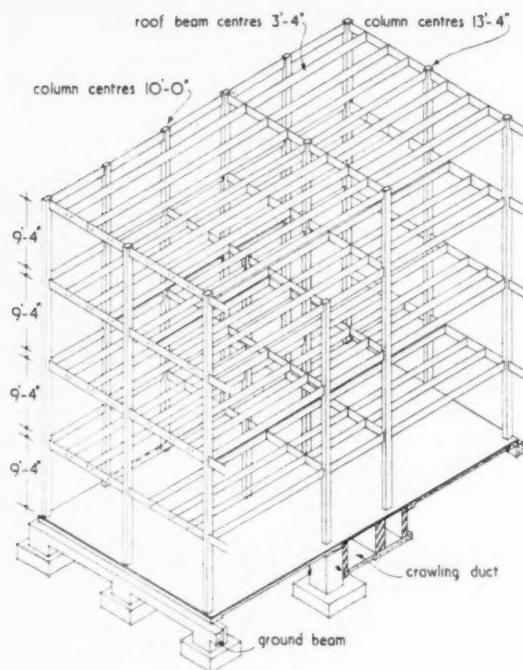 roof beam centres 3'-4"
column centres 13'-4"
column centres 10'-0"
9'-4"
9'-4"
9'-4"
9'-4"
crawling duct
ground beam